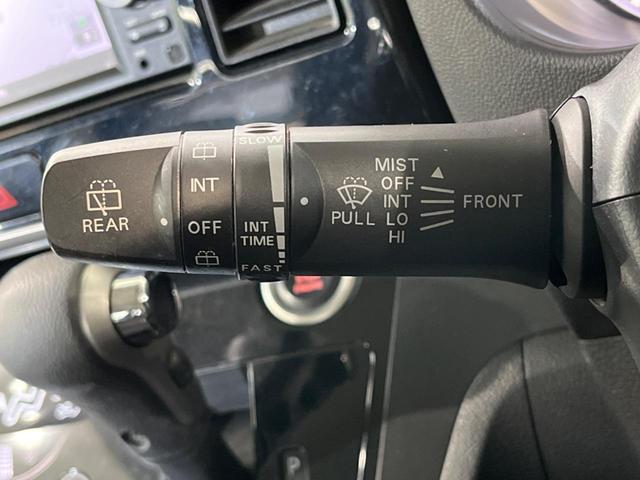 REAR
INT
OFF
SLOW
INT
TIME
FAST
PULL
MIST
OFF
INT
LO
HI
FRONT
P